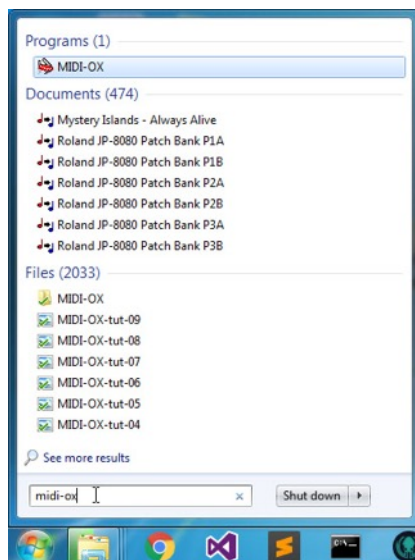 Programs (1)
MIDI-OX
Documents (474)
Mystery Islands - Always Alive
Roland JP-8080 Patch Bank P1A
Roland JP-8080 Patch Bank P1B
Roland JP-8080 Patch Bank P2A
Roland JP-8080 Patch Bank P2B
Roland JP-8080 Patch Bank P3A
Roland JP-8080 Patch Bank P3B
Files (2033)
MIDI-OX
MIDI-OX-tut-09
MIDI-OX-tut-08
MIDI-OX-tut-07
MIDI-OX-tut-06
MIDI-OX-tut-05
MIDI-OX-tut-04
See more results
midi-ox
Shut down